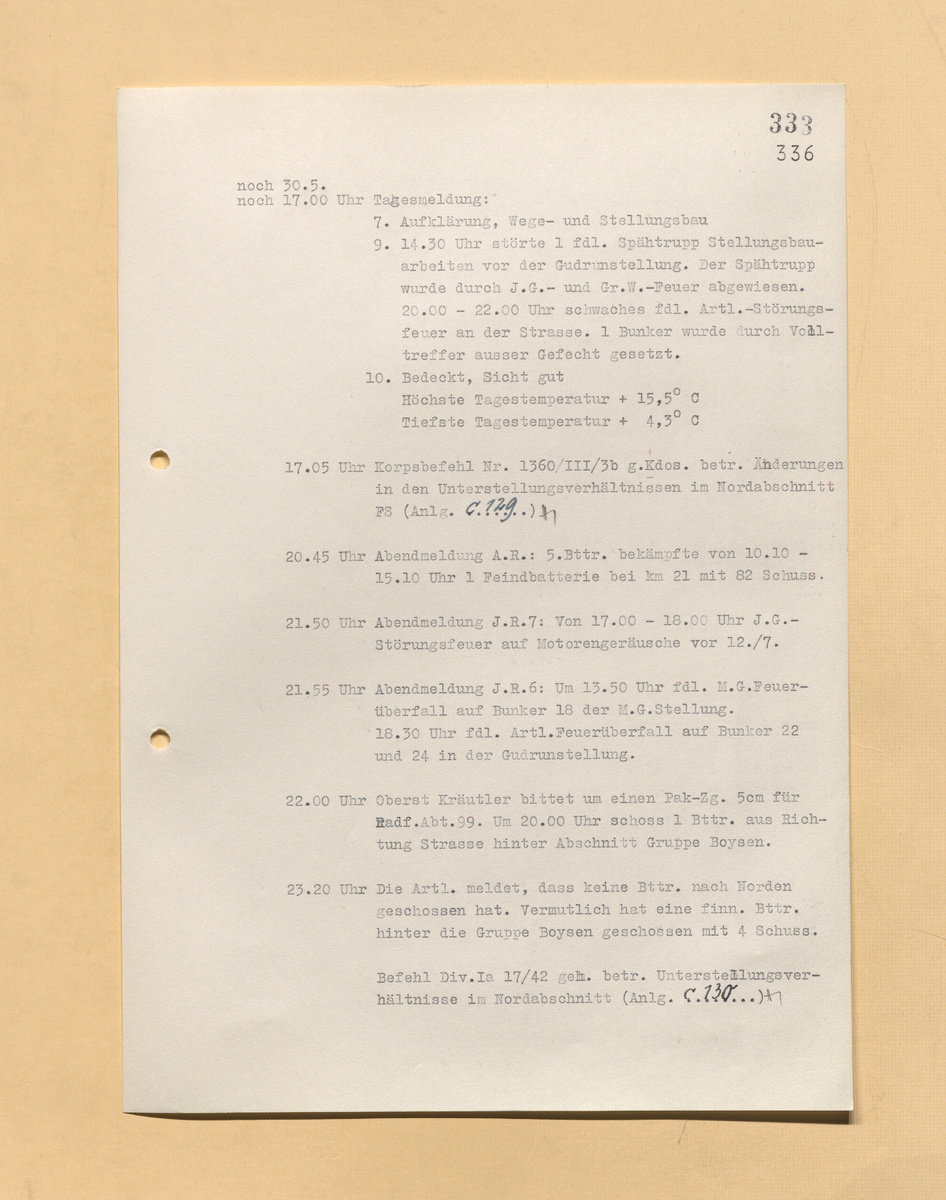 333
336
noch 30.5.
noch 17.00 Uhr Tagesmeldung:
7. Aufklärung, Wege- und Stellungsbau
9. 14.30 Uhr störte 1 fdl. Spähtrupp Stellungsbau-
arbeiten vor der Gudrunstellung. Der Spähtrupp
wurde durch J.G.- und Gr.W.-Feuer abgewiesen.
20.00 - 22.00 Uhr schwaches fdl. Artl.-Störungs-
feuer an der Strasse. 1 Bunker wurde durch Voll-
treffer ausser Gefecht gesetzt.
10. Bedeckt, Sicht gut
Höchste Tagestemperatur + 15,5° C
Tiefste Tagestemperatur + 4,3° C
17.05 Uhr Korpsbefehl Nr. 1360/III/3b g.Kdos. betr. Änderungen
in den Unterstellungsverhältnissen im Nordabschnitt
FS (Anlg. C.129..)
20.45 Uhr Abendmeldung A.R.: 5.Bttr. bekämpfte von 10.10 -
15.10 Uhr 1 Feindbatterie bei km 21 mit 82 Schuss.
21.50 Uhr Abendmeldung J.R.7: Von 17.00 - 18.00 Uhr J.G.-
Störungsfeuer auf Motorengeräusche vor 12./7.
21.55 Uhr Abendmeldung J.R.6: Um 13.50 Uhr fdl. M.G.Feuer-
überfall auf Bunker 18 der M.G.Stellung.
18.30 Uhr fdl. Artl.Feuerüberfall auf Bunker 22
und 24 in der Gudrunstellung.
22.00 Uhr Oberst Kräutler bittet um einen Pak-Zg. 5cm für
Radf.Abt.99. Um 20.00 Uhr schoss 1 Bttr. aus Rich-
tung Strasse hinter Abschnitt Gruppe Boysen.
23.20 Uhr Die Artl. meldet, dass keine Bttr. nach Norden
geschossen hat. Vermutlich hat eine finn. Bttr.
hinter die Gruppe Boysen geschossen mit 4 Schuss.
Befehl Div.Ia 17/42 geh. betr. Unterstellungsver-
hältnisse im Nordabschnitt (Anlg. C.130...)